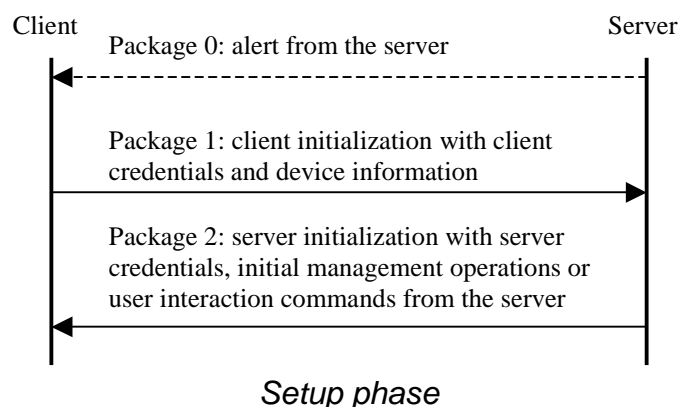 Client
Server
Package 0: alert from the server
Package 1: client initialization with client
credentials and device information
Package 2: server initialization with server
credentials, initial management operations or
user interaction commands from the server
Setup phase